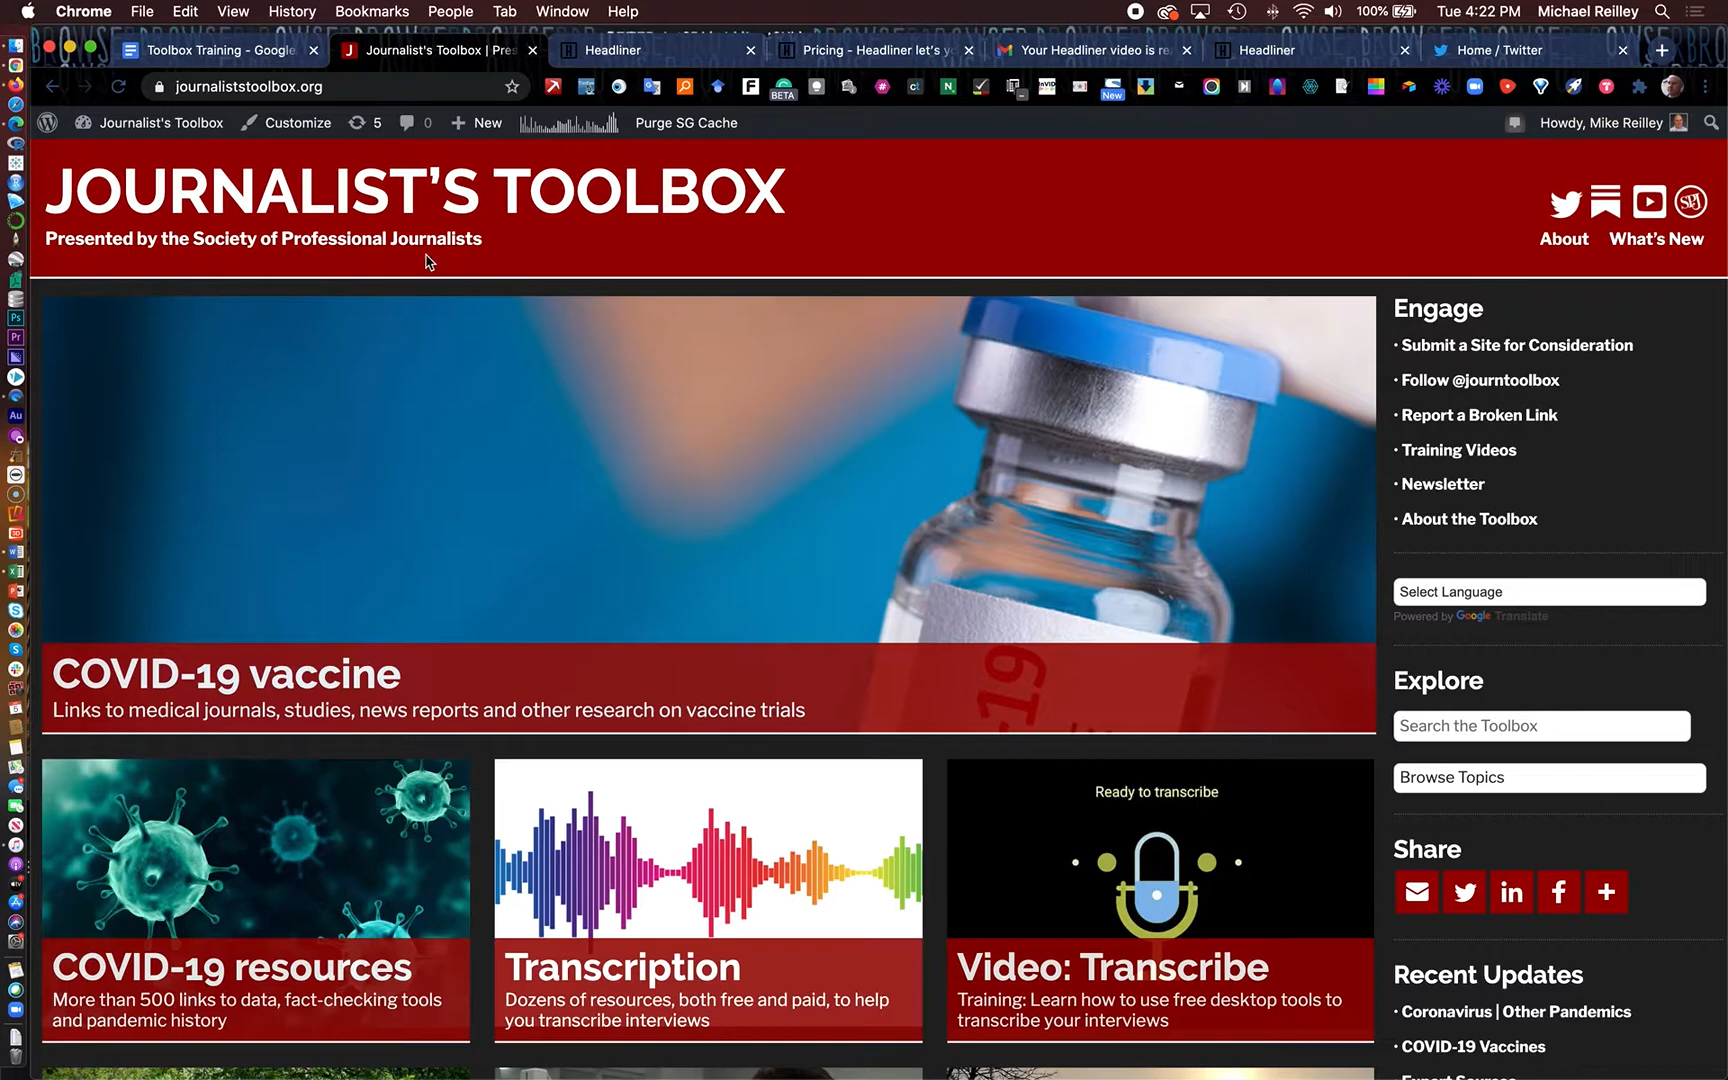 Chrome File Edit View History Bookmarks People Tab Window Help 100% Tue 4:22 PM Michael Reilley
Toolbox Training - Google Journalist's Toolbox | Pres Headliner Pricing - Headliner let's y Your Headliner video is re Headliner Home / Twitter
journaliststoolbox.org
BETA New
Journal­ist's Toolbox Customize 5 0 New Purge SG Cache Howdy, Mike Reilley
JOURNALIST'S TOOLBOX
Presented by the Society of Professional Journalists
SPJ
About What's New
Engage
· Submit a Site for Consideration
· Follow @journtoolbox
· Report a Broken Link
· Training Videos
· Newsletter
· About the Toolbox
Select Language
Powered by Google Translate
COVID-19 vaccine
Links to medical journals, studies, news reports and other research on vaccine trials
-19
Explore
Search the Toolbox
Browse Topics
Share
Ready to transcribe
COVID-19 resources
More than 500 links to data, fact-checking tools
and pandemic history
Transcription
Dozens of resources, both free and paid, to help
you transcribe interviews
Video: Transcribe
Training: Learn how to use free desktop tools to
transcribe your interviews
Recent Updates
· Coronavirus | Other Pandemics
· COVID-19 Vaccines
Ps
Pr
Au